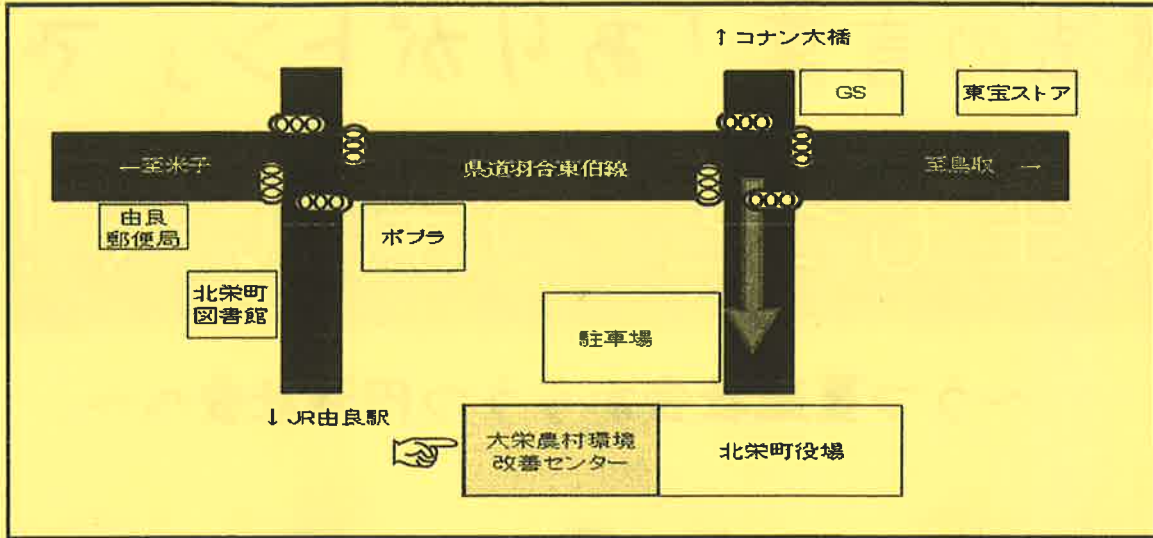 ↑コナン大橋
GS
東宝ストア
←至米子
県道羽合東伯線
至鳥取 →
由良
郵便局
ポプラ
北栄町
図書館
駐車場
↓JR由良駅
大栄農村環境
改善センター
北栄町役場